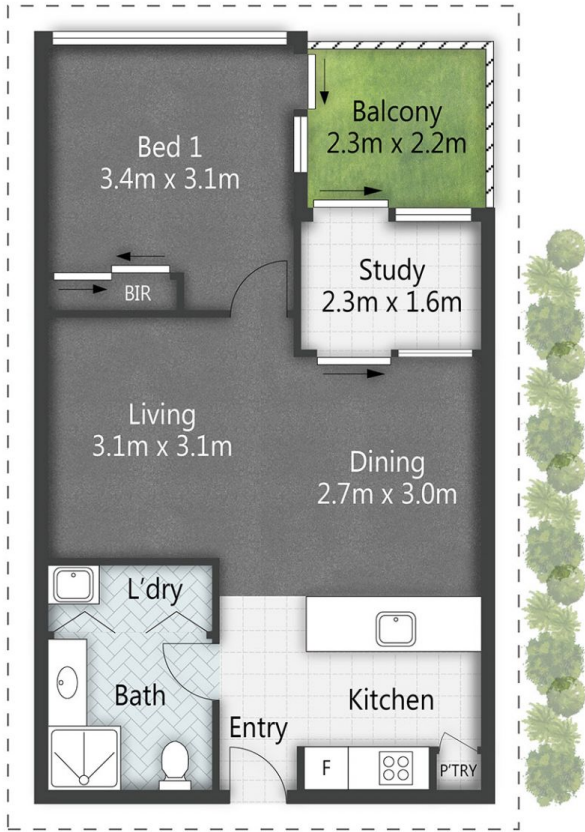 Balcony
2.3m x 2.2m
Bed 1
3.4m x 3.1m
Study
2.3m x 1.6m
BIR
Living
3.1m x 3.1m
Dining
2.7m x 3.0m
L'dry
Bath
Kitchen
Entry
F
P'TRY